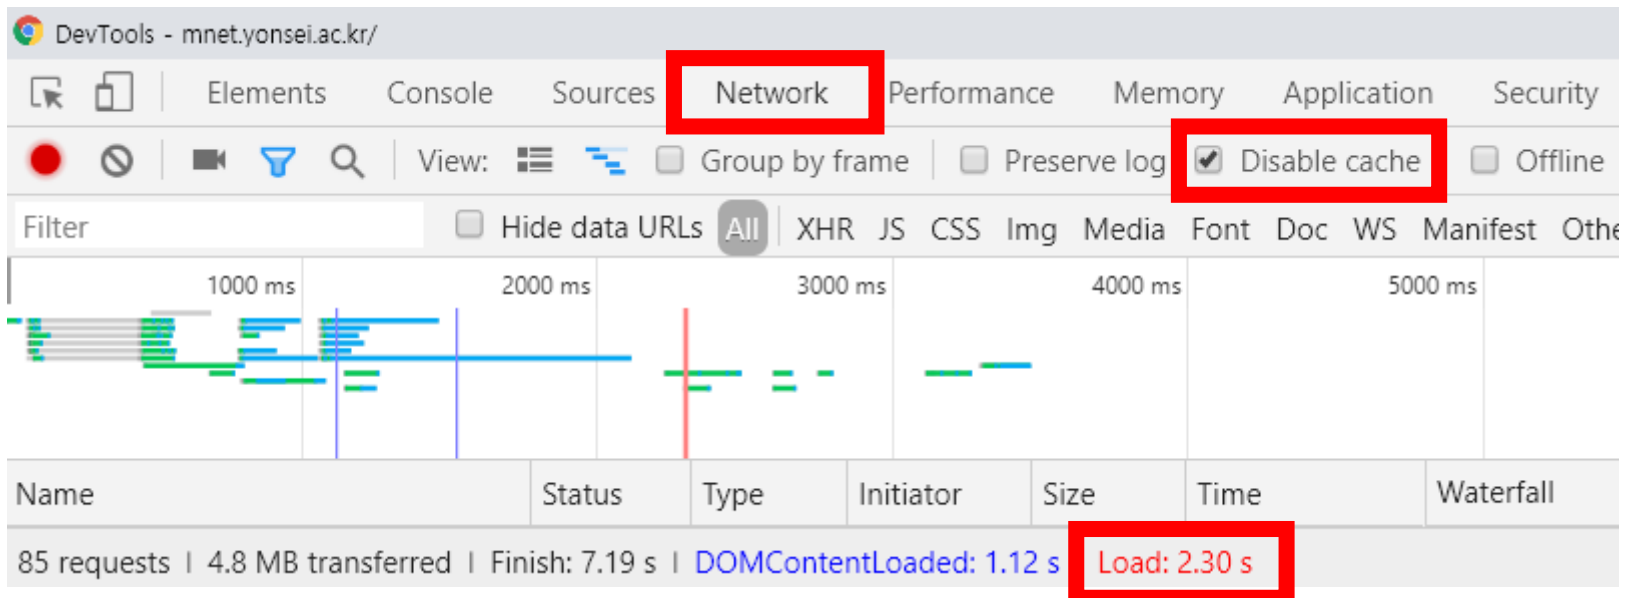 DevTools - mnet.yonsei.ac.kr/
Elements Console Sources Network Performance Memory Application Security
View: Group by frame Preserve log Disable cache Offline
Filter Hide data URLs All XHR JS CSS Img Media Font Doc WS Manifest Othe
1000 ms 2000 ms 3000 ms 4000 ms 5000 ms
Name Status Type Initiator Size Time Waterfall
85 requests | 4.8 MB transferred | Finish: 7.19 s | DOMContentLoaded: 1.12 s Load: 2.30 s